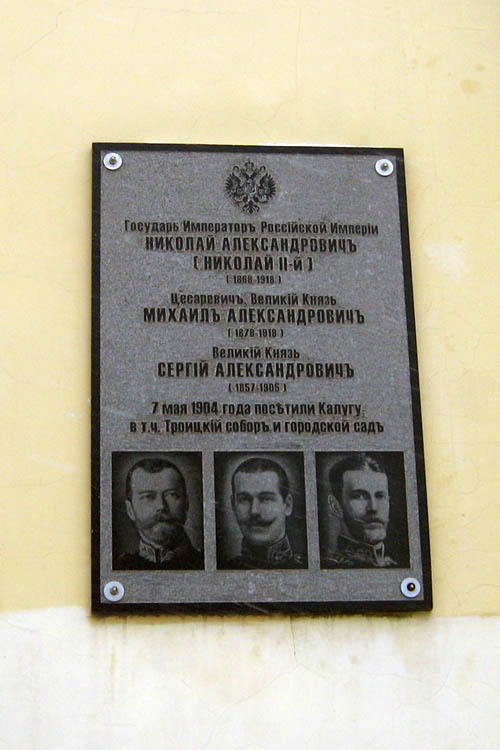 Государь Императоръ Россійской Имперіи
НИКОЛАЙ АЛЕКСАНДРОВИЧЪ
( НИКОЛАЙ II-й )
( 1868-1918 )
Цесаревичъ, Великій Князь
МИХАИЛЪ АЛЕКСАНДРОВИЧЪ
( 1878-1918 )
Великій Князь
СЕРГІЙ АЛЕКСАНДРОВИЧЪ
( 1857-1905 )
7 мая 1904 года посѣтили Калугу,
в т.ч. Троицкій соборъ и городской садъ